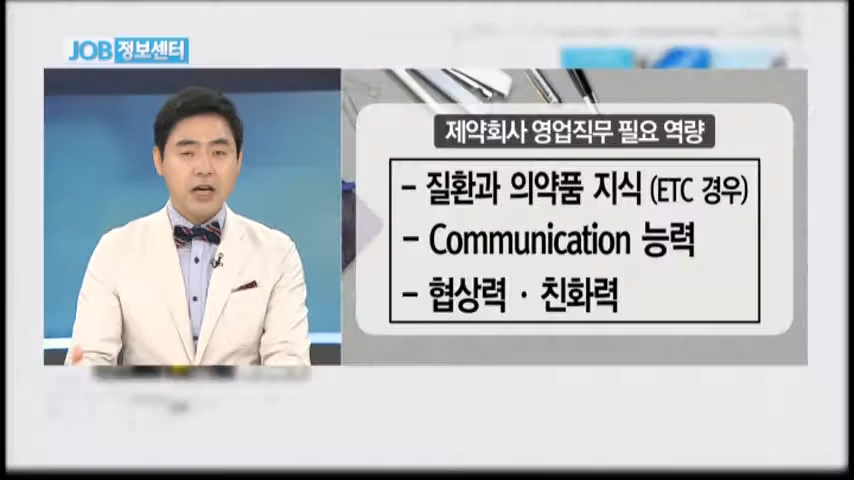 JOB 정보센터
제약회사 영업직무 필요 역량
- 질환과 의약품 지식 (ETC 경우)
- Communication 능력
- 협상력 · 친화력